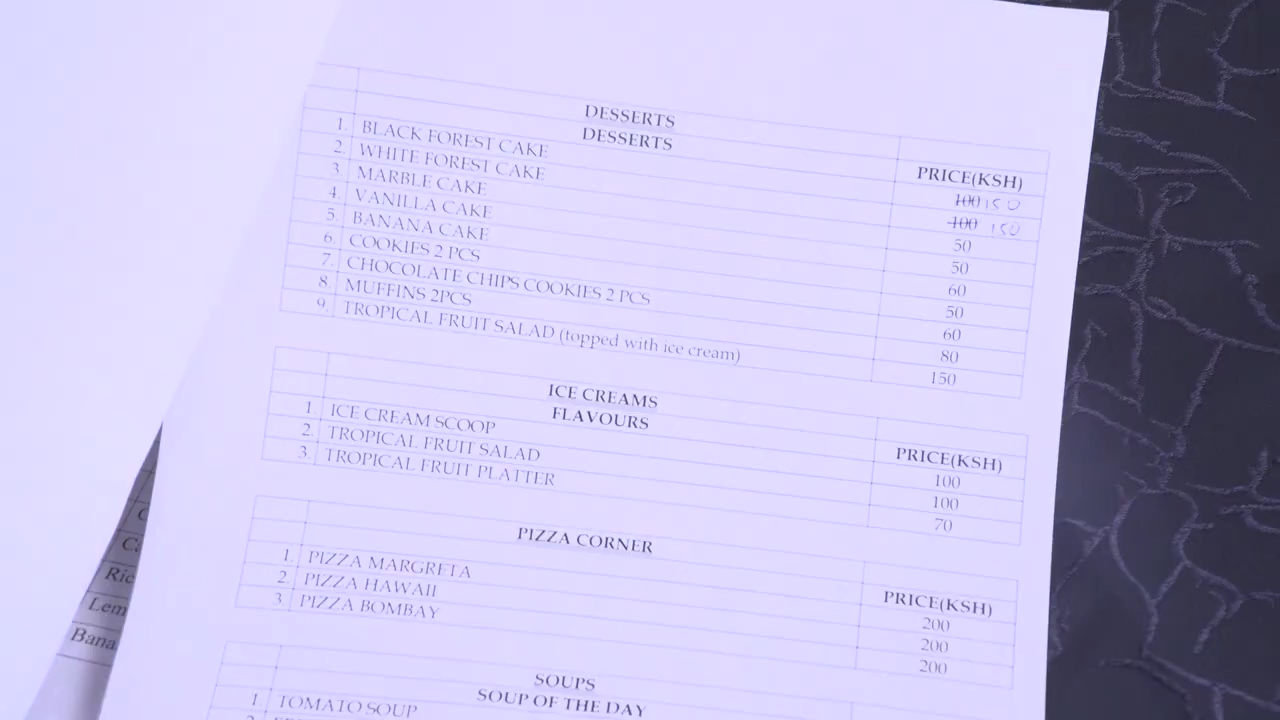 DESSERTS
DESSERTS PRICE(KSH)
1. BLACK FOREST CAKE 100 150
2. WHITE FOREST CAKE 100 150
3. MARBLE CAKE 50
4. VANILLA CAKE 50
5. BANANA CAKE 60
6 COOKIES 2 PCS 50
7. CHOCOLATE CHIPS COOKIES 2 PCS 60
8. MUFFINS 2PCS 80
9. TROPICAL FRUIT SALAD (topped with ice cream) 150
ICE CREAMS
FLAVOURS PRICE(KSH)
1. ICE CREAM SCOOP 100
2. TROPICAL FRUIT SALAD 100
3. TROPICAL FRUIT PLATTER 70
PIZZA CORNER PRICE(KSH)
1. PIZZA MARGRETA 200
2. PIZZA HAWAII 200
3. PIZZA BOMBAY 200
SOUPS
SOUP OF THE DAY
1. TOMATO SOUP
Ric
Lem
Bana